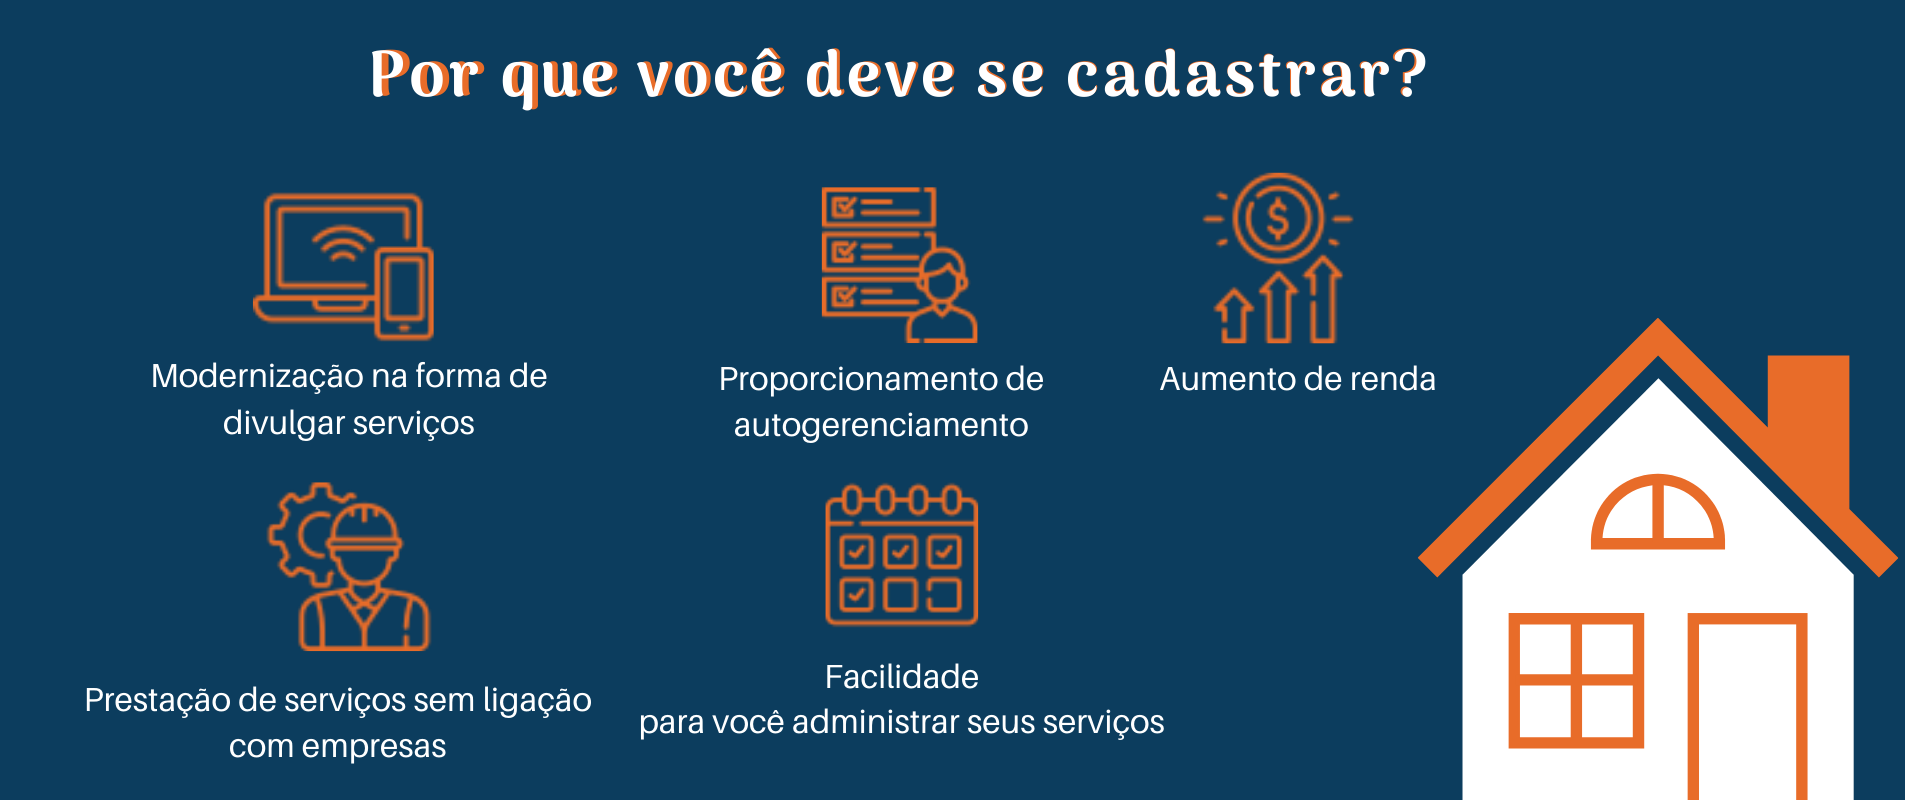 Por que você deve se cadastrar?
Modernização na forma de
divulgar serviços
Proporcionamento de
autogerenciamento
Aumento de renda
Prestação de serviços sem ligação
com empresas
Facilidade
para você administrar seus serviços